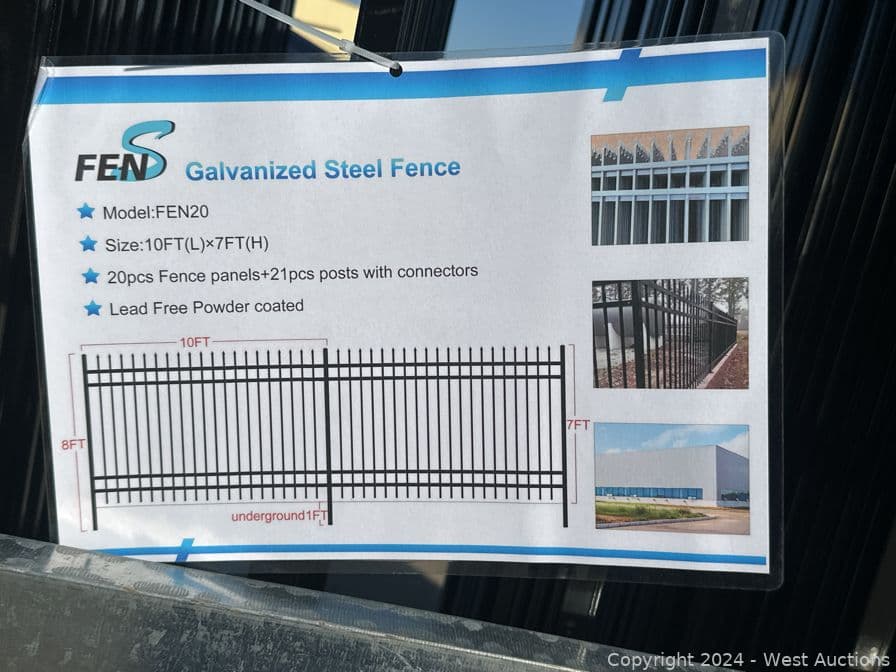 FENS
Galvanized Steel Fence
Model:FEN20
Size:10FT(L)×7FT(H)
20pcs Fence panels+21pcs posts with connectors
Lead Free Powder coated
10FT
8FT
7FT
underground1FT
Copyright 2024 - West Auctions